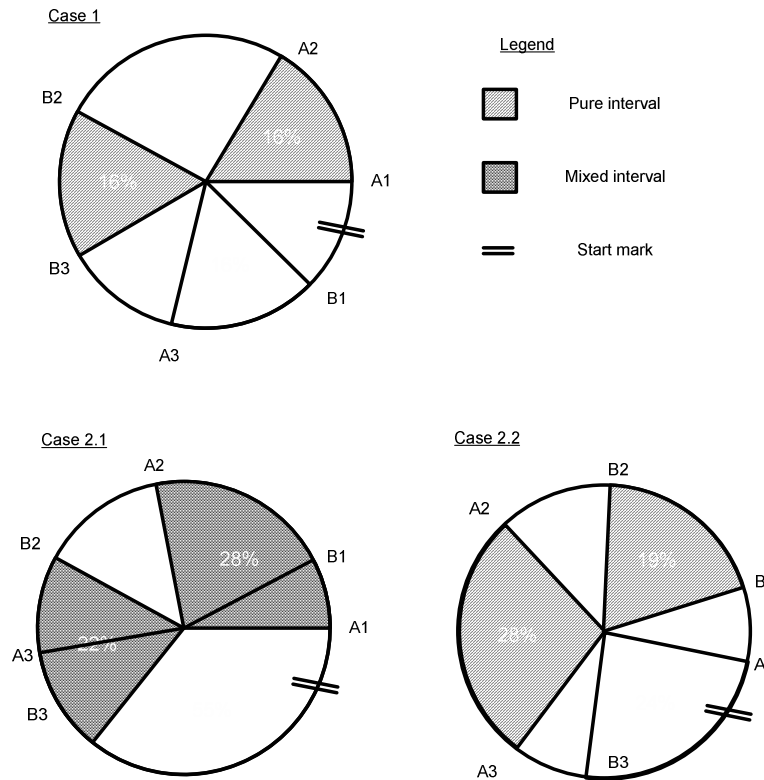 Case 1
A2
Legend
B2
Pure interval
16%
16%
A1
Mixed interval
B3
Start mark
B1
A3
Case 2.1
Case 2.2
A2
B2
A2
B2
28%
B1
19%
B
A1
28%
A3
22%
A
B3
B3
A3